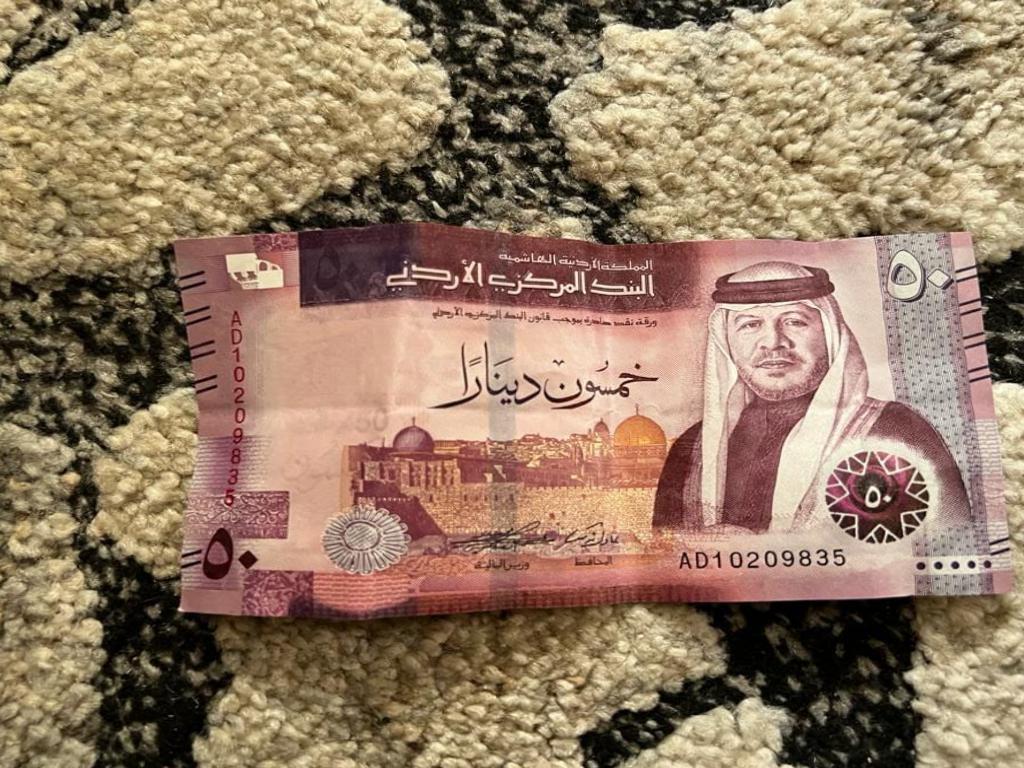 المملكة الأردنية الهاشمية
البنك المركزي الأردني
٥٠
ورقة نقد صادرة بموجب قانون البنك المركزي الأردني
خمسون دينارًا
AD10209835
٥٠
المحافظ
وزير المالية
AD10209835
٥٠